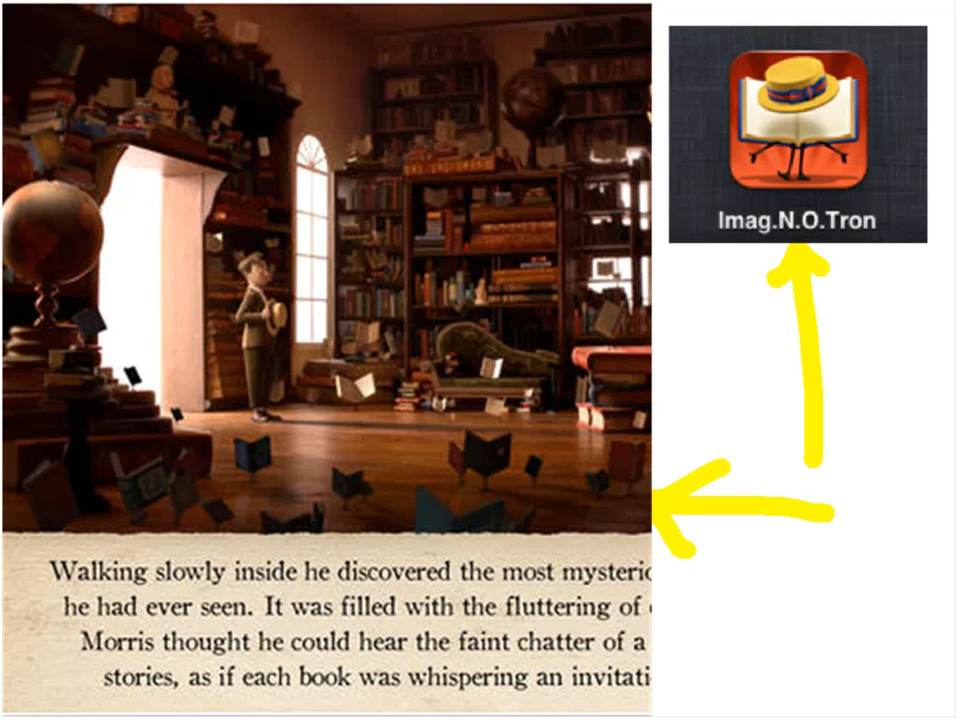 Imag.N.O.Tron
Walking slowly inside he discovered the most mysterio
he had ever seen. It was filled with the fluttering of
Morris thought he could hear the faint chatter of a
stories, as if each book was whispering an invitati